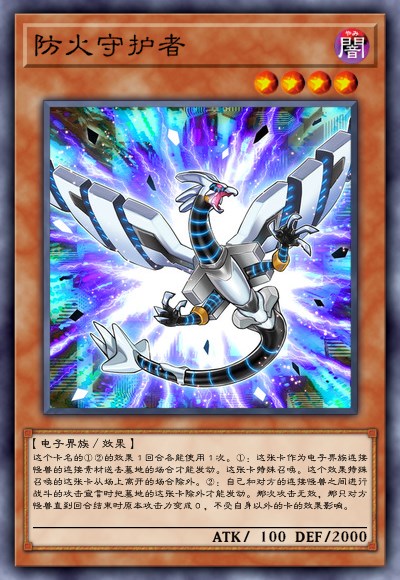 防火守护者
やみ
闇
【电子界族／效果】
这个卡名的①②的效果1回合各能使用1次。①：这张卡作为电子界族连接
怪兽的连接素材送去墓地的场合才能发动。这张卡特殊召唤。这个效果特殊
召唤的这张卡从场上离开的场合除外。②：自己和对方的连接怪兽之间进行
战斗的攻击宣言时把墓地的这张卡除外才能发动。那次攻击无效，那只对方
怪兽直到回合结束时原本攻击力变成0，不受自身以外的卡的效果影响。
ATK/ 100 DEF/2000